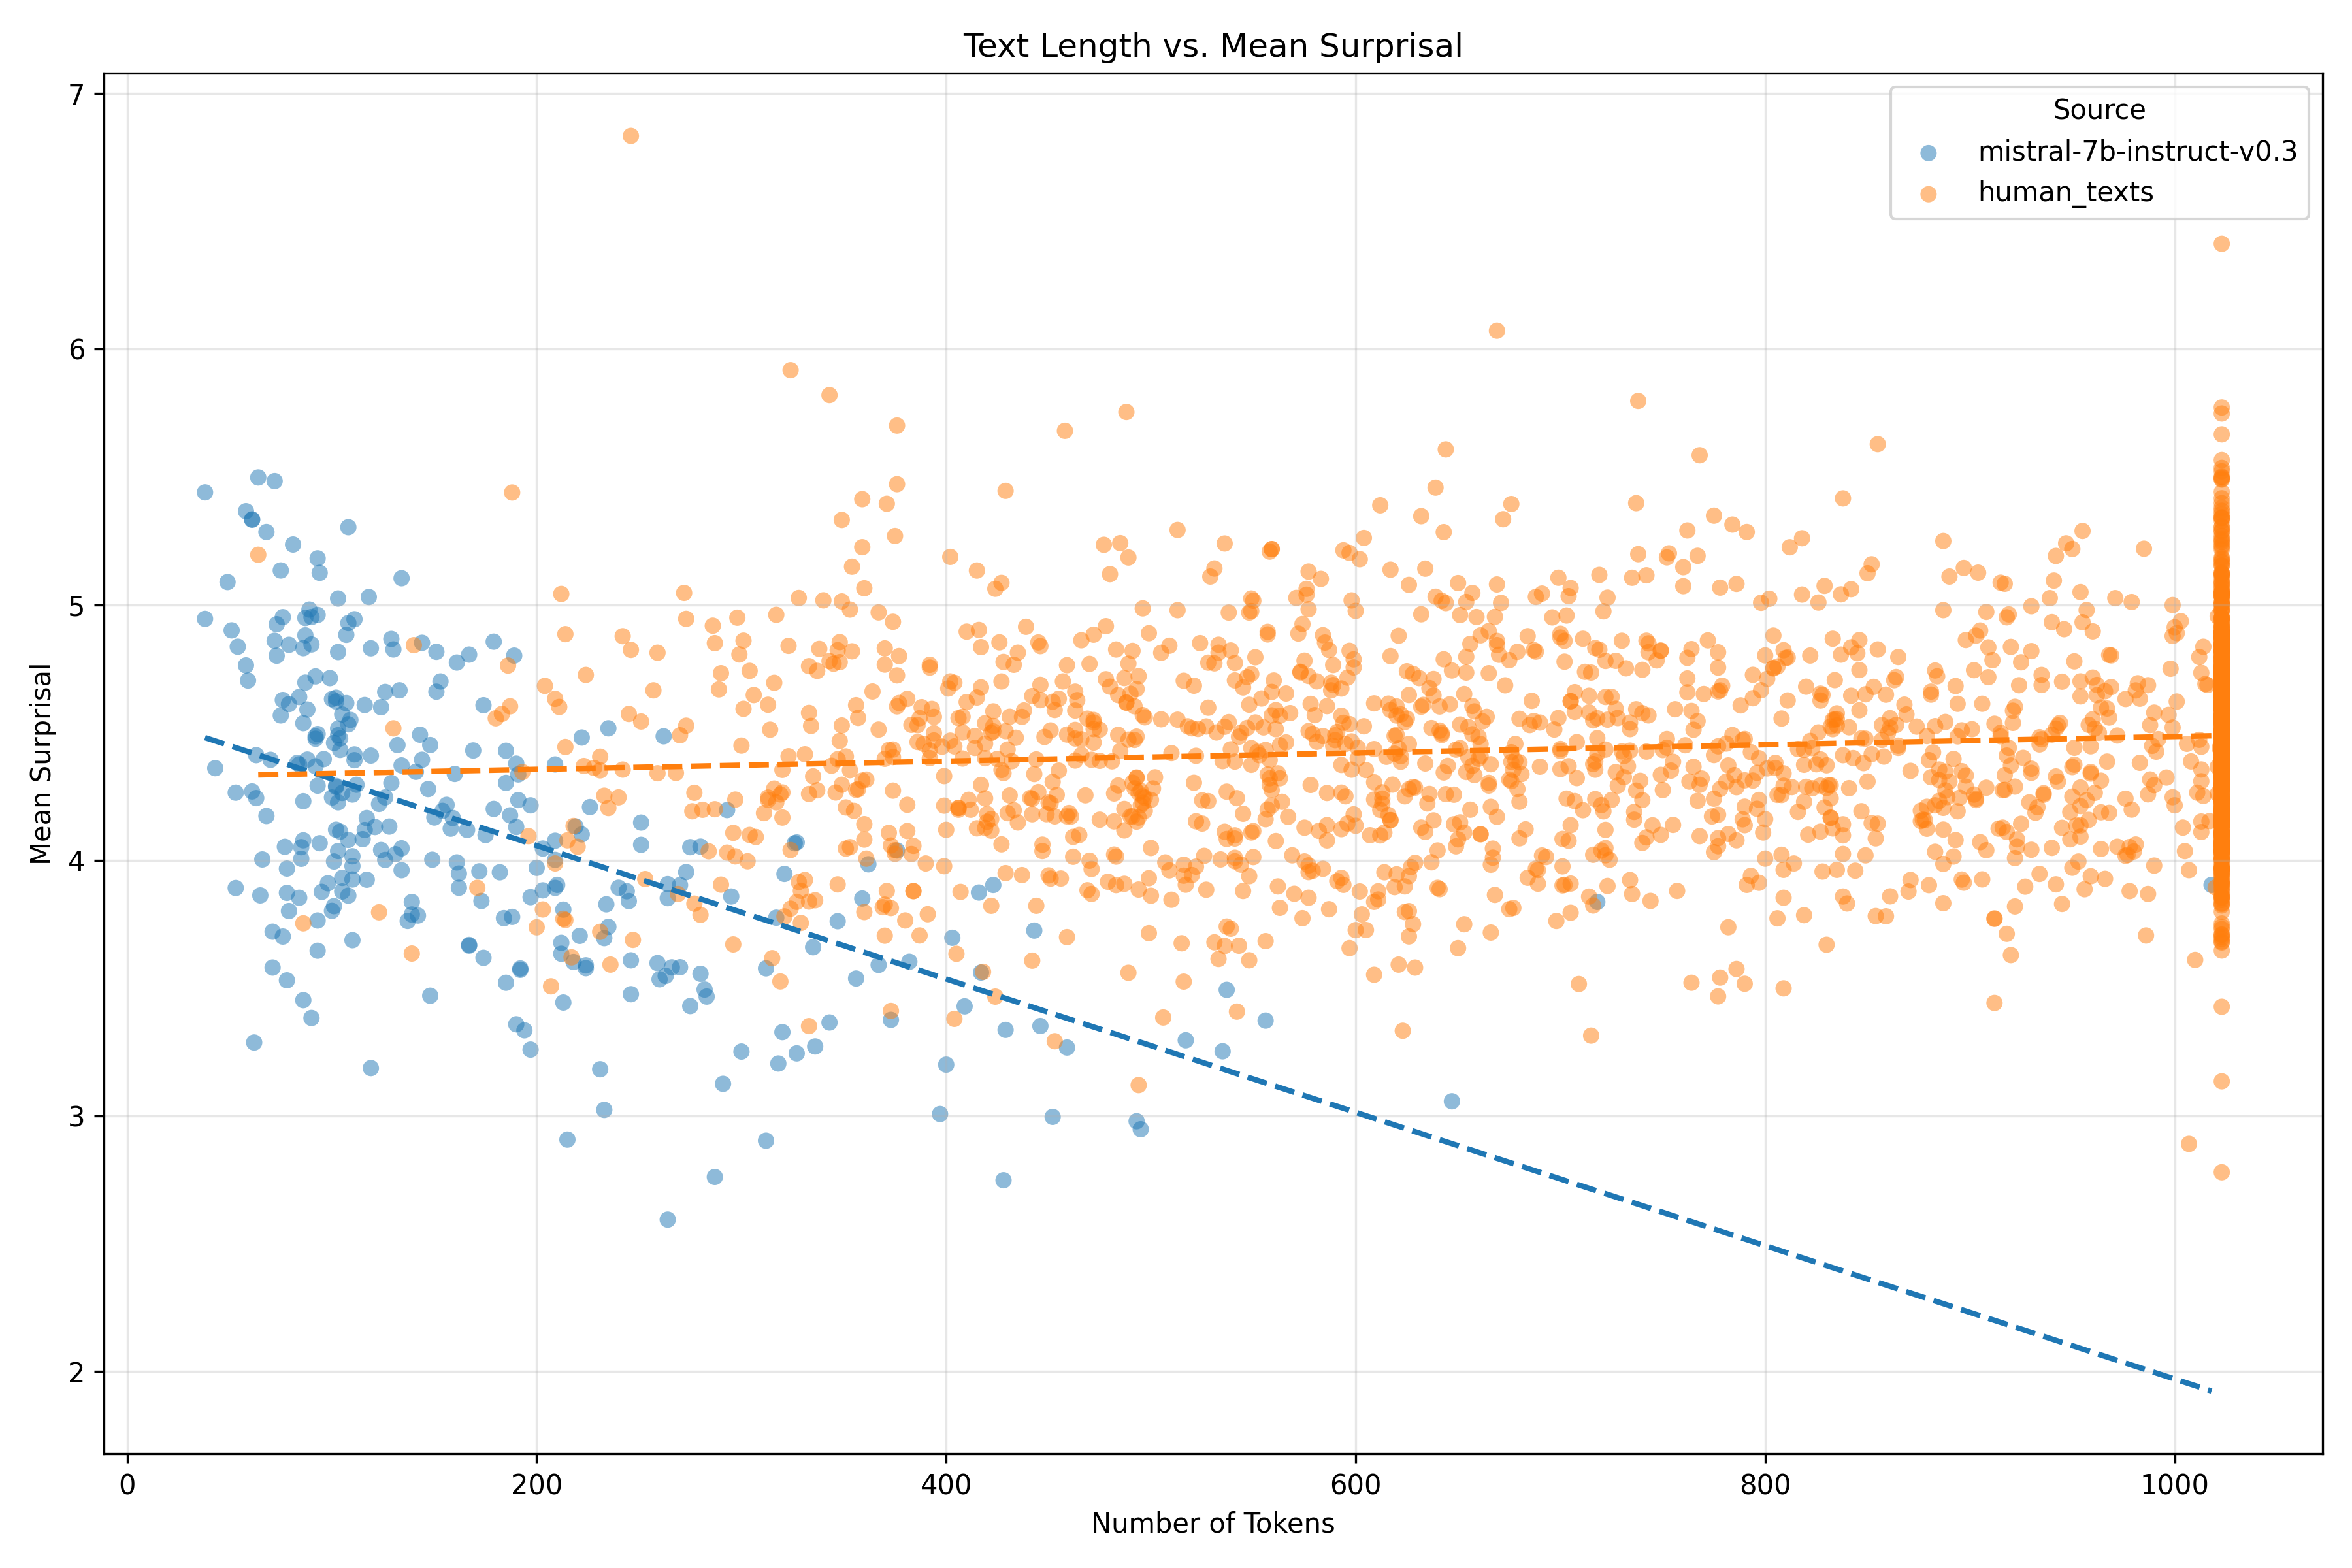 Text Length vs. Mean Surprisal
Source
mistral-7b-instruct-v0.3
human_texts
Mean Surprisal
7
6
5
4
3
2
0
200
400
600
800
1000
Number of Tokens